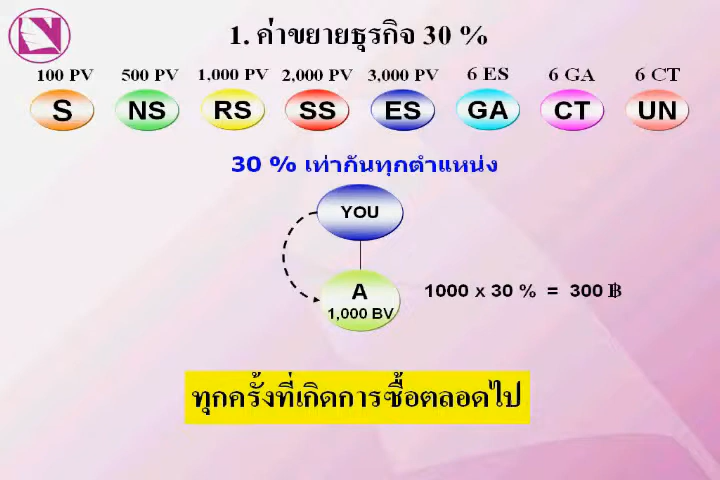 1. ค่าขยายธุรกิจ 30 %
100 PV 500 PV 1,000 PV 2,000 PV 3,000 PV 6 ES 6 GA 6 CT
S NS RS SS ES GA CT UN
30 % เท่ากันทุกตำแหน่ง
YOU
A 1000 x 30 % = 300 ฿
1,000 BV
ทุกครั้งที่เกิดการซื้อตลอดไป